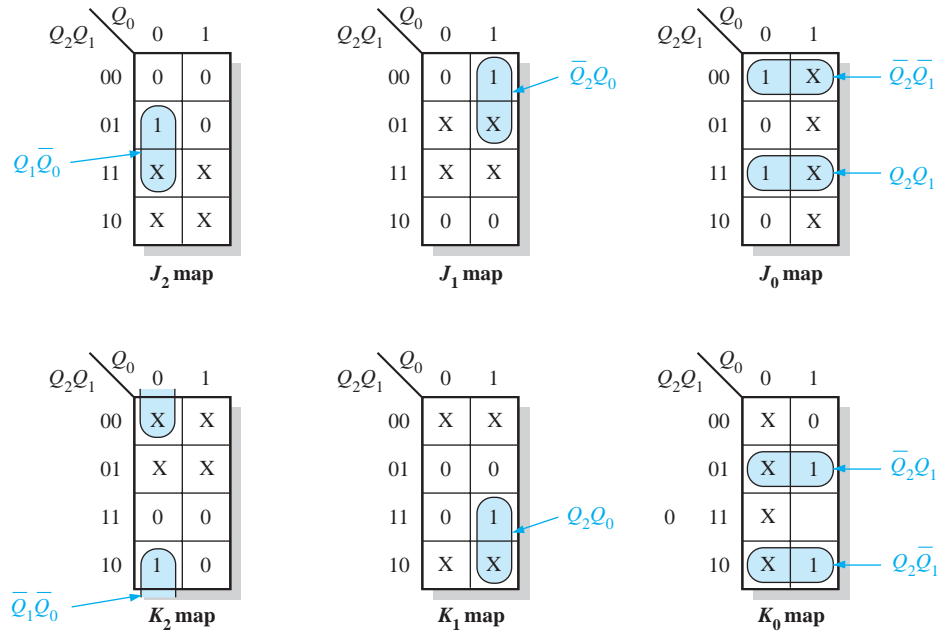 Q₀
Q₂Q₁ 0 1
00 0 0
01 1 0
11 X X
10 X X
Q₁Q̅₀
J₂ map
Q₀
Q₂Q₁ 0 1
00 0 1
01 X X
11 X X
10 0 0
Q̅₂Q₀
J₁ map
Q₀
Q₂Q₁ 0 1
00 1 X
01 0 X
11 1 X
10 0 X
Q̅₂Q̅₁
Q₂Q₁
J₀ map
Q₀
Q₂Q₁ 0 1
00 X X
01 X X
11 0 0
10 1 0
Q̅₁Q̅₀
K₂ map
Q₀
Q₂Q₁ 0 1
00 X X
01 0 0
11 0 1
10 X X
Q₂Q₀
K₁ map
Q₀
Q₂Q₁ 0 1
00 X 0
01 X 1
0 11 X
10 X 1
Q̅₂Q₁
Q₂Q̅₁
K₀ map